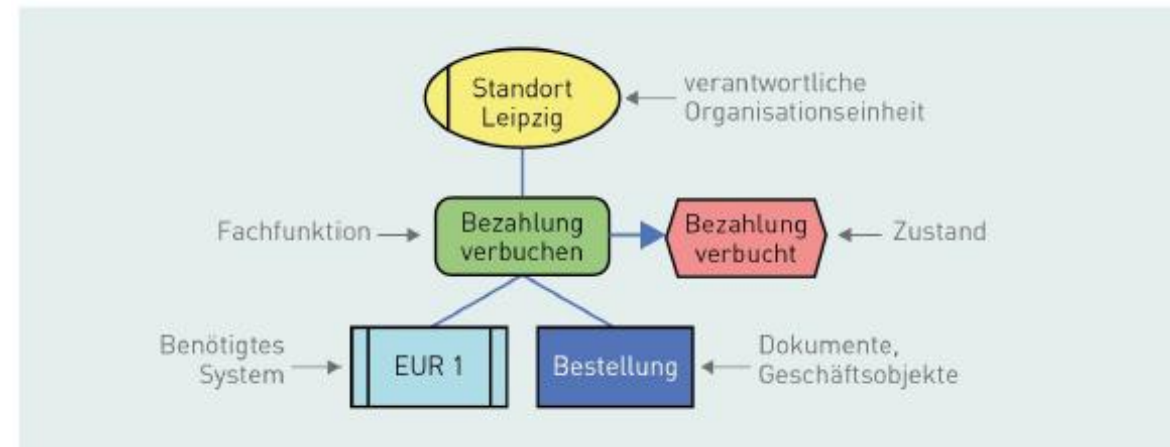 Standort
Leipzig
verantwortliche
Organisationseinheit
Fachfunktion
Bezahlung
verbuchen
Bezahlung
verbucht
Zustand
Benötigtes
System
EUR 1
Bestellung
Dokumente,
Geschäftsobjekte